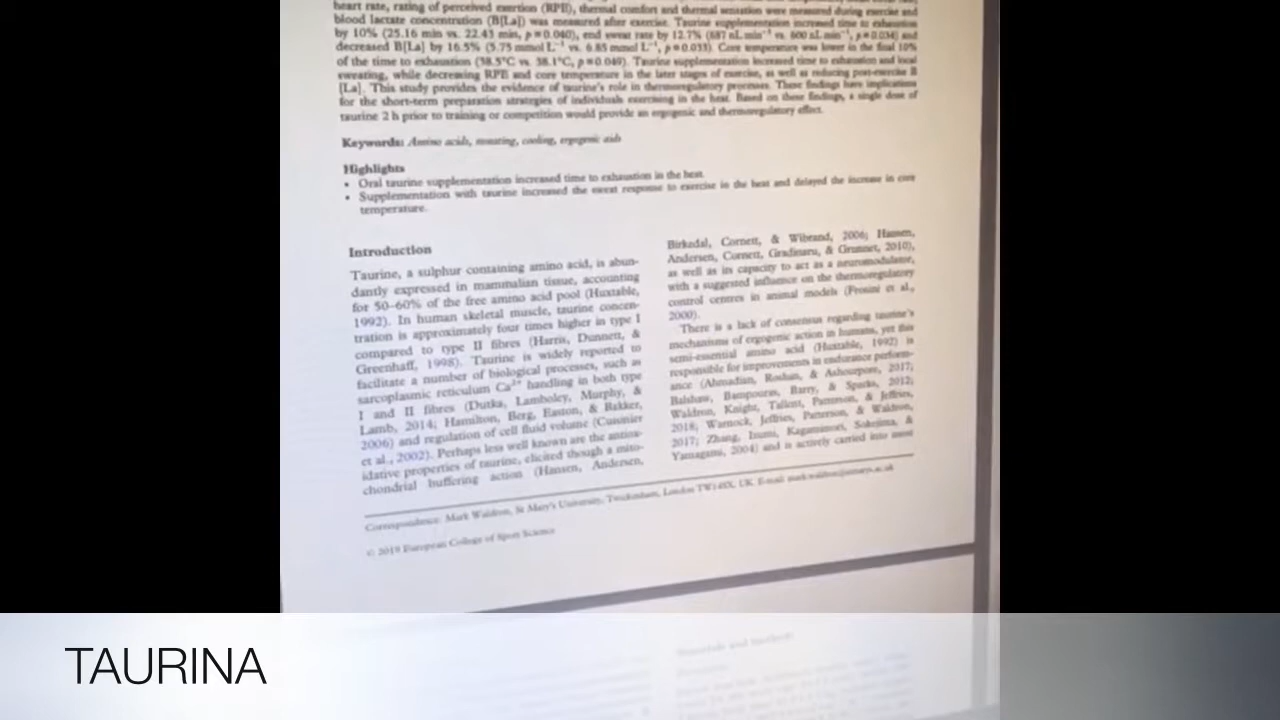 heart rate, rating of perceived exertion (RPE), thermal comfort and thermal sensation were measured during exercise and
blood lactate concentration (B[La]) was measured after exercise. Taurine supplementation increased time to exhaustion
by 10% (25.16 min vs. 22.43 min, p = 0.040), end sweat rate by 12.7% (687 nL min⁻¹ vs. 600 nL min⁻¹, p = 0.034) and
decreased B[La] by 16.5% (5.75 mmol L⁻¹ vs. 6.85 mmol L⁻¹, p = 0.033). Core temperature was lower in the final 10%
of the time to exhaustion (38.5°C vs. 38.1°C, p = 0.049). Taurine supplementation increased time to exhaustion and local
sweating, while decreasing RPE and core temperature in the later stages of exercise, as well as reducing post-exercise B
[La]. This study provides the evidence of taurine's role in thermoregulatory processes. These findings have implications
for the short-term preparation strategies of individuals exercising in the heat. Based on these findings, a single dose of
taurine 2 h prior to training or competition would provide an ergogenic and thermoregulatory effect.
Keywords: Amino acids, sweating, cooling, ergogenic aids
Highlights
• Oral taurine supplementation increased time to exhaustion in the heat.
• Supplementation with taurine increased the sweat response to exercise in the heat and delayed the increase in core
temperature.
Introduction
Taurine, a sulphur containing amino acid, is abun-
dantly expressed in mammalian tissue, accounting
for 50–60% of the free amino acid pool (Huxtable,
1992). In human skeletal muscle, taurine concen-
tration is approximately four times higher in type I
compared to type II fibres (Harris, Dunnett, &
Greenhaff, 1998). Taurine is widely reported to
facilitate a number of biological processes, such as
sarcoplasmic reticulum Ca²⁺ handling in both type
I and II fibres (Dutka, Lamboley, Murphy, &
Lamb, 2014; Hamilton, Berg, Easton, & Bakker,
2006) and regulation of cell fluid volume (Cuisinier
et al., 2002). Perhaps less well known are the antiox-
idative properties of taurine, elicited though a mito-
chondrial buffering action (Hansen, Andersen,
Birkedal, Cornett, & Wibrand, 2006; Hansen,
Andersen, Cornett, Gradinaru, & Grunnet, 2010),
as well as its capacity to act as a neuromodulator,
with a suggested influence on the thermoregulatory
control centres in animal models (Frosini et al.,
2000).
There is a lack of consensus regarding taurine's
mechanisms of ergogenic action in humans, yet this
semi-essential amino acid (Huxtable, 1992) is
responsible for improvements in endurance perform-
ance (Ahmadian, Roshan, & Ashourpore, 2017;
Balshaw, Bampouras, Barry, & Sparks, 2012;
Waldron, Knight, Tallent, Patterson, & Jeffries,
2018; Warnock, Jeffries, Patterson, & Waldron,
2017; Zhang, Izumi, Kagamimori, Sokejima, &
Yamagami, 2004) and is actively carried into most
Correspondence: Mark Waldron, St Mary's University, Twickenham, London TW1 4SX, UK. E-mail: mark.waldron@stmarys.ac.uk
© 2019 European College of Sport Science
TAURINA